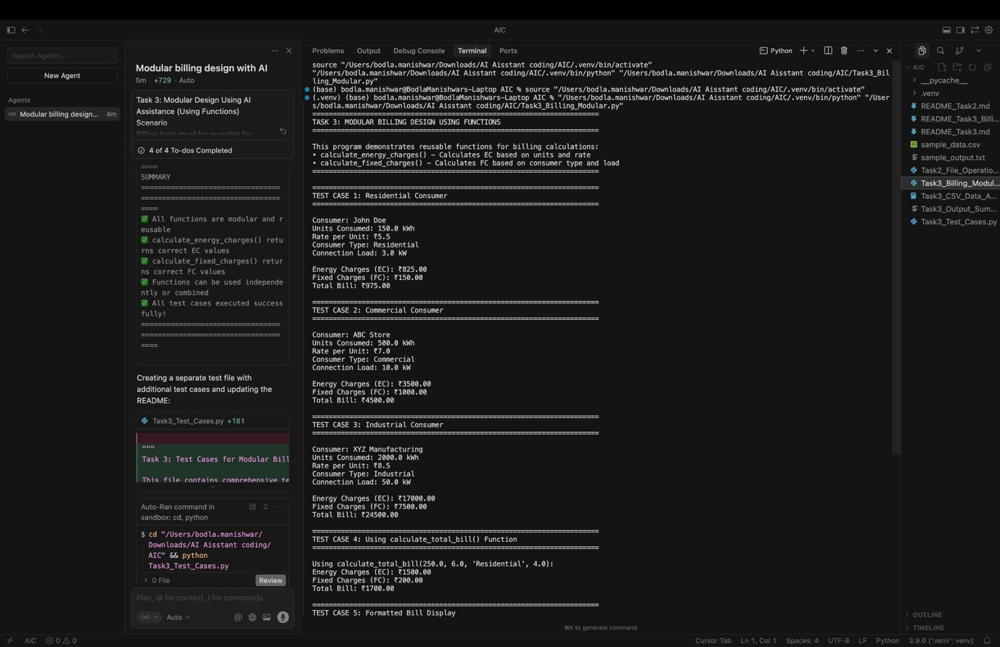 AIC
Search Agents...
New Agent
Agents
Modular billing design... 4m
Modular billing design with AI
5m · +729 · Auto
Task 3: Modular Design Using AI
Assistance (Using Functions)
Scenario
Billing logic must be reusable for
4 of 4 To-dos Completed
====
SUMMARY
==================================
==================================
====
✅ All functions are modular and r
eusable
✅ calculate_energy_charges() retu
rns correct EC values
✅ calculate_fixed_charges() retur
ns correct FC values
✅ Functions can be used independe
ntly or combined
✅ All test cases executed success
fully!
==================================
==================================
====
Creating a separate test file with
additional test cases and updating the
README:
Task3_Test_Cases.py +181
"""
Task 3: Test Cases for Modular Bill
This file contains comprehensive te
Auto-Ran command in
sandbox: cd, python
$ cd "/Users/bodla.manishwar/
Downloads/AI Aisstant coding/
AIC" && python
Task3_Test_Cases.py
> 0 File Review
Plan, @ for context, / for commands
∞ Auto
Problems Output Debug Console Terminal Ports
Python
source "/Users/bodla.manishwar/Downloads/AI Aisstant coding/AIC/.venv/bin/activate"
"/Users/bodla.manishwar/Downloads/AI Aisstant coding/AIC/.venv/bin/python" "/Users/bodla.manishwar/Downloads/AI Aisstant coding/AIC/Task3_Bil
ling_Modular.py"
(base) bodla.manishwar@BodlaManishwars-Laptop AIC % source "/Users/bodla.manishwar/Downloads/AI Aisstant coding/AIC/.venv/bin/activate"
(.venv) (base) bodla.manishwar@BodlaManishwars-Laptop AIC % "/Users/bodla.manishwar/Downloads/AI Aisstant coding/AIC/.venv/bin/python" "/User
s/bodla.manishwar/Downloads/AI Aisstant coding/AIC/Task3_Billing_Modular.py"
======================================================================
TASK 3: MODULAR BILLING DESIGN USING FUNCTIONS
======================================================================
This program demonstrates reusable functions for billing calculations:
• calculate_energy_charges() – Calculates EC based on units and rate
• calculate_fixed_charges() – Calculates FC based on consumer type and load
======================================================================
======================================================================
TEST CASE 1: Residential Consumer
======================================================================
Consumer: John Doe
Units Consumed: 150.0 kWh
Rate per Unit: ₹5.5
Consumer Type: Residential
Connection Load: 3.0 kW
Energy Charges (EC): ₹825.00
Fixed Charges (FC): ₹150.00
Total Bill: ₹975.00
======================================================================
TEST CASE 2: Commercial Consumer
======================================================================
Consumer: ABC Store
Units Consumed: 500.0 kWh
Rate per Unit: ₹7.0
Consumer Type: Commercial
Connection Load: 10.0 kW
Energy Charges (EC): ₹3500.00
Fixed Charges (FC): ₹1000.00
Total Bill: ₹4500.00
======================================================================
TEST CASE 3: Industrial Consumer
======================================================================
Consumer: XYZ Manufacturing
Units Consumed: 2000.0 kWh
Rate per Unit: ₹8.5
Consumer Type: Industrial
Connection Load: 50.0 kW
Energy Charges (EC): ₹17000.00
Fixed Charges (FC): ₹7500.00
Total Bill: ₹24500.00
======================================================================
TEST CASE 4: Using calculate_total_bill() Function
======================================================================
Using calculate_total_bill(250.0, 6.0, 'Residential', 4.0):
Energy Charges (EC): ₹1500.00
Fixed Charges (FC): ₹200.00
Total Bill: ₹1700.00
======================================================================
TEST CASE 5: Formatted Bill Display
⌘K to generate command
AIC
__pycache__
.venv
README_Task2.md
README_Task3_Billi...
README_Task3.md
sample_data.csv
sample_output.txt
Task2_File_Operatio...
Task3_Billing_Modul...
Task3_CSV_Data_A...
Task3_Output_Sum...
Task3_Test_Cases.py
OUTLINE
TIMELINE
AIC 0 0 Cursor Tab Ln 1, Col 1 Spaces: 4 UTF-8 LF Python 3.9.6 ('.venv': venv)